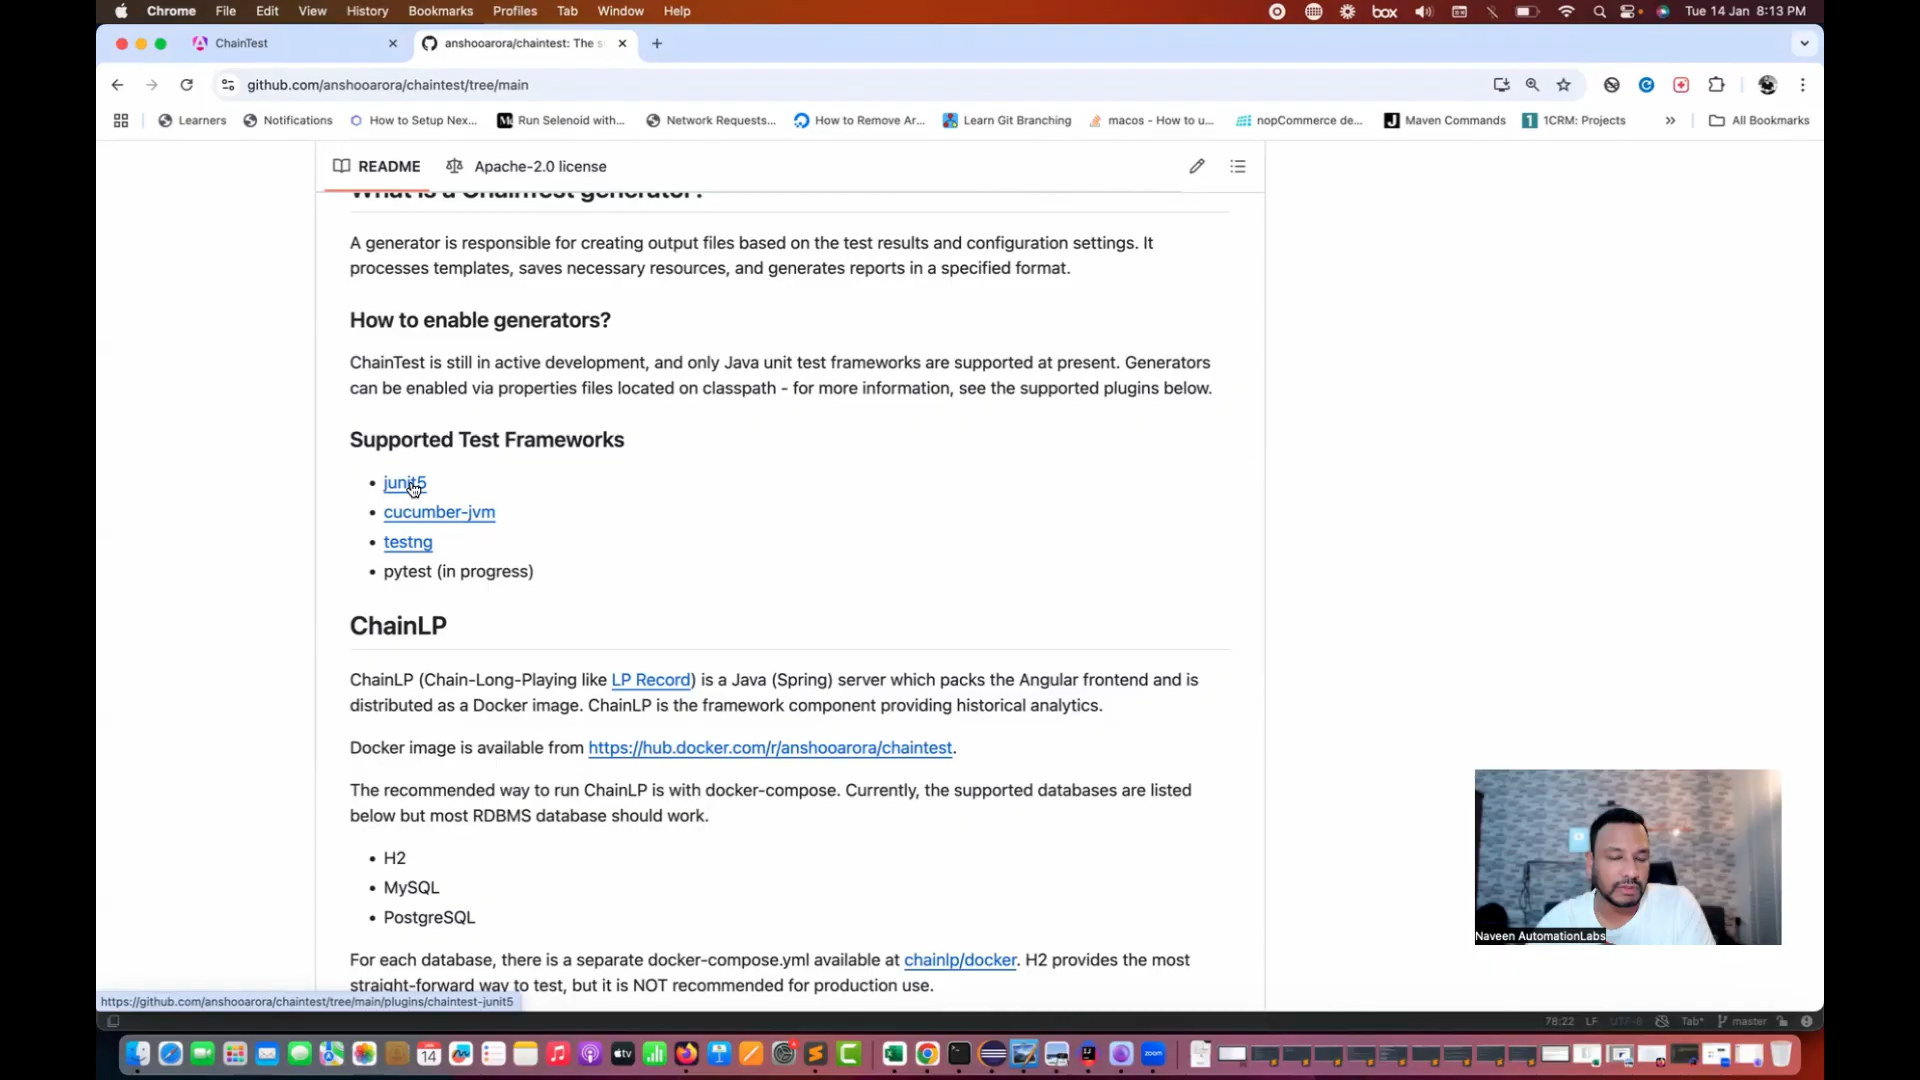 Chrome File Edit View History Bookmarks Profiles Tab Window Help box Tue 14 Jan 8:13 PM
ChainTest anshooarora/chaintest: The s
github.com/anshooarora/chaintest/tree/main
Learners Notifications How to Setup Nex... Run Selenoid with... Network Requests... How to Remove Ar... Learn Git Branching macos - How to u... nopCommerce de... Maven Commands 1CRM: Projects » All Bookmarks
README Apache-2.0 license
What is a ChainTest generator?
A generator is responsible for creating output files based on the test results and configuration settings. It
processes templates, saves necessary resources, and generates reports in a specified format.
How to enable generators?
ChainTest is still in active development, and only Java unit test frameworks are supported at present. Generators
can be enabled via properties files located on classpath - for more information, see the supported plugins below.
Supported Test Frameworks
• junit5
• cucumber-jvm
• testng
• pytest (in progress)
ChainLP
ChainLP (Chain-Long-Playing like LP Record) is a Java (Spring) server which packs the Angular frontend and is
distributed as a Docker image. ChainLP is the framework component providing historical analytics.
Docker image is available from https://hub.docker.com/r/anshooarora/chaintest.
The recommended way to run ChainLP is with docker-compose. Currently, the supported databases are listed
below but most RDBMS database should work.
• H2
• MySQL
• PostgreSQL
Naveen AutomationLabs
For each database, there is a separate docker-compose.yml available at chainlp/docker. H2 provides the most
straight-forward way to test, but it is NOT recommended for production use.
https://github.com/anshooarora/chaintest/tree/main/plugins/chaintest-junit5
78:22 LF UTF-8 Tab* master
14 tv zoom